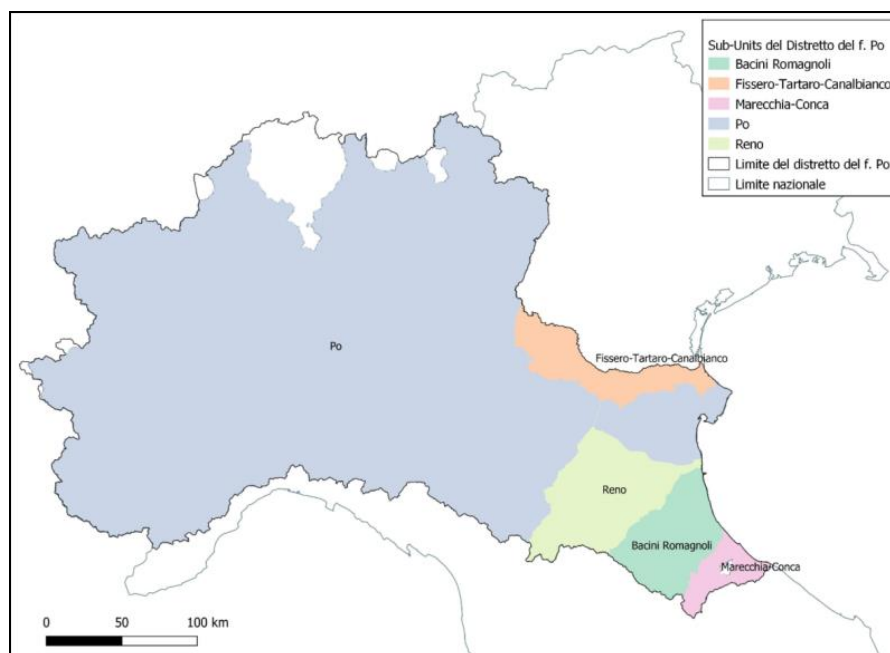 Sub-Units del Distretto del f. Po
Bacini Romagnoli
Fissero-Tartaro-Canalbianco
Marecchia-Conca
Po
Reno
Limite del distretto del f. Po
Limite nazionale
Po
Fissero-Tartaro-Canalbianco
Reno
Bacini Romagnoli
Marecchia-Conca
0 50 100 km